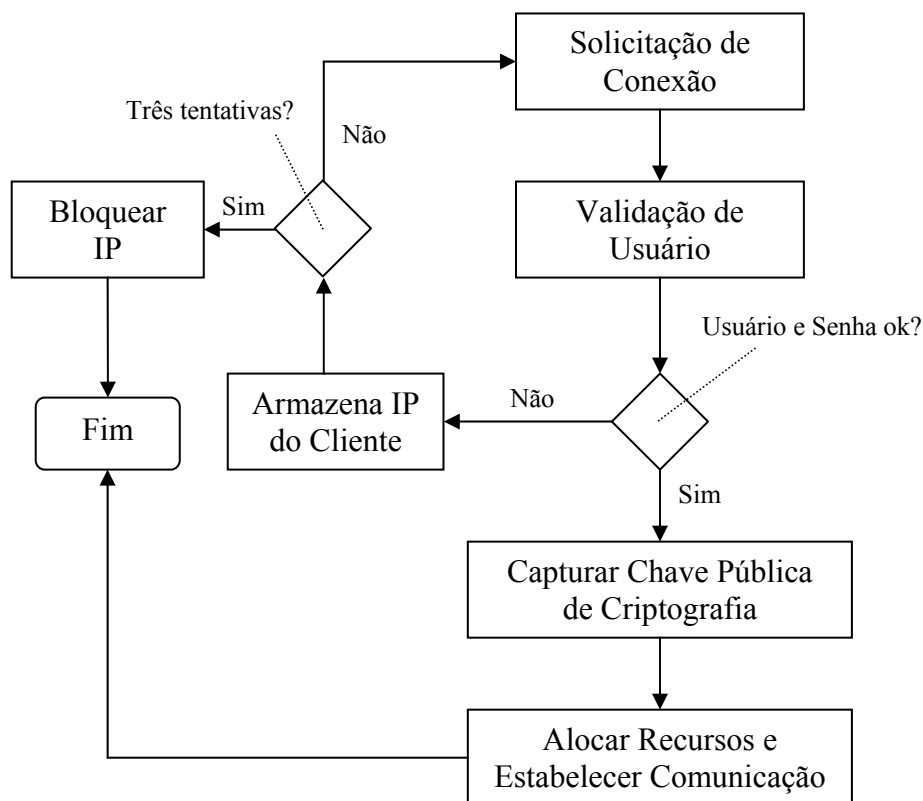 Solicitação de
Conexão
Três tentativas?
Não
Bloquear
IP
Sim
Validação de
Usuário
Usuário e Senha ok?
Armazena IP
do Cliente
Não
Fim
Sim
Capturar Chave Pública
de Criptografia
Alocar Recursos e
Estabelecer Comunicação